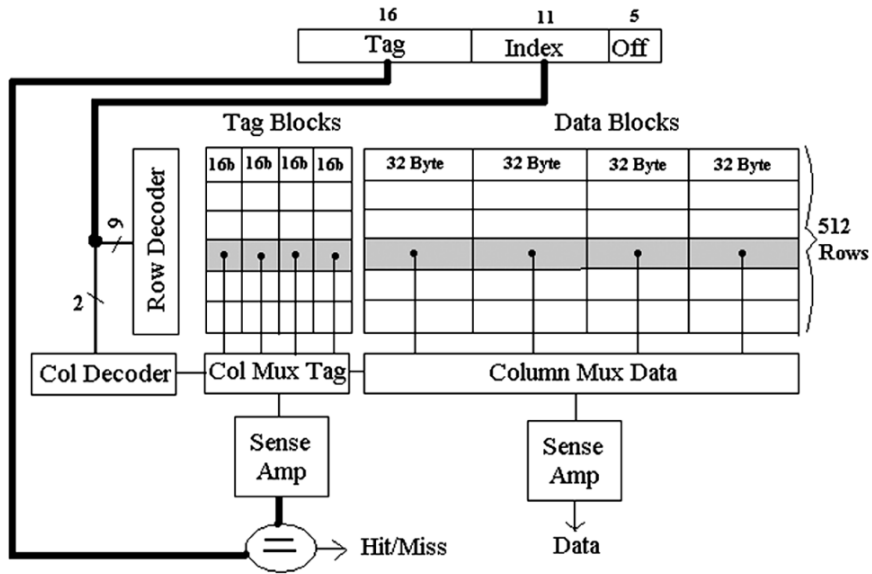 16 11 5
Tag Index Off
Tag Blocks Data Blocks
16b 16b 16b 16b 32 Byte 32 Byte 32 Byte 32 Byte
Row Decoder
9
2
512
Rows
Col Decoder Col Mux Tag Column Mux Data
Sense
Amp
Sense
Amp
= Hit/Miss
Data